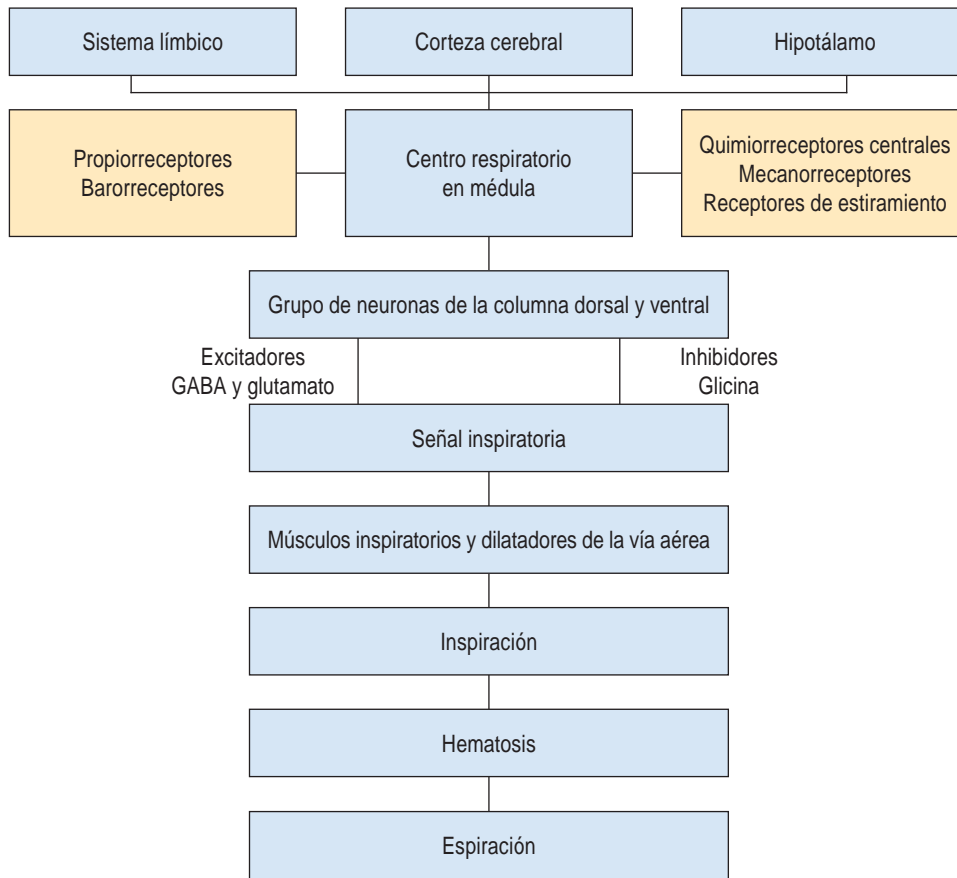 Sistema límbico
Corteza cerebral
Hipotálamo
Propiorreceptores
Barorreceptores
Centro respiratorio
en médula
Quimiorreceptores centrales
Mecanorreceptores
Receptores de estiramiento
Grupo de neuronas de la columna dorsal y ventral
Excitadores
GABA y glutamato
Inhibidores
Glicina
Señal inspiratoria
Músculos inspiratorios y dilatadores de la vía aérea
Inspiración
Hematosis
Espiración